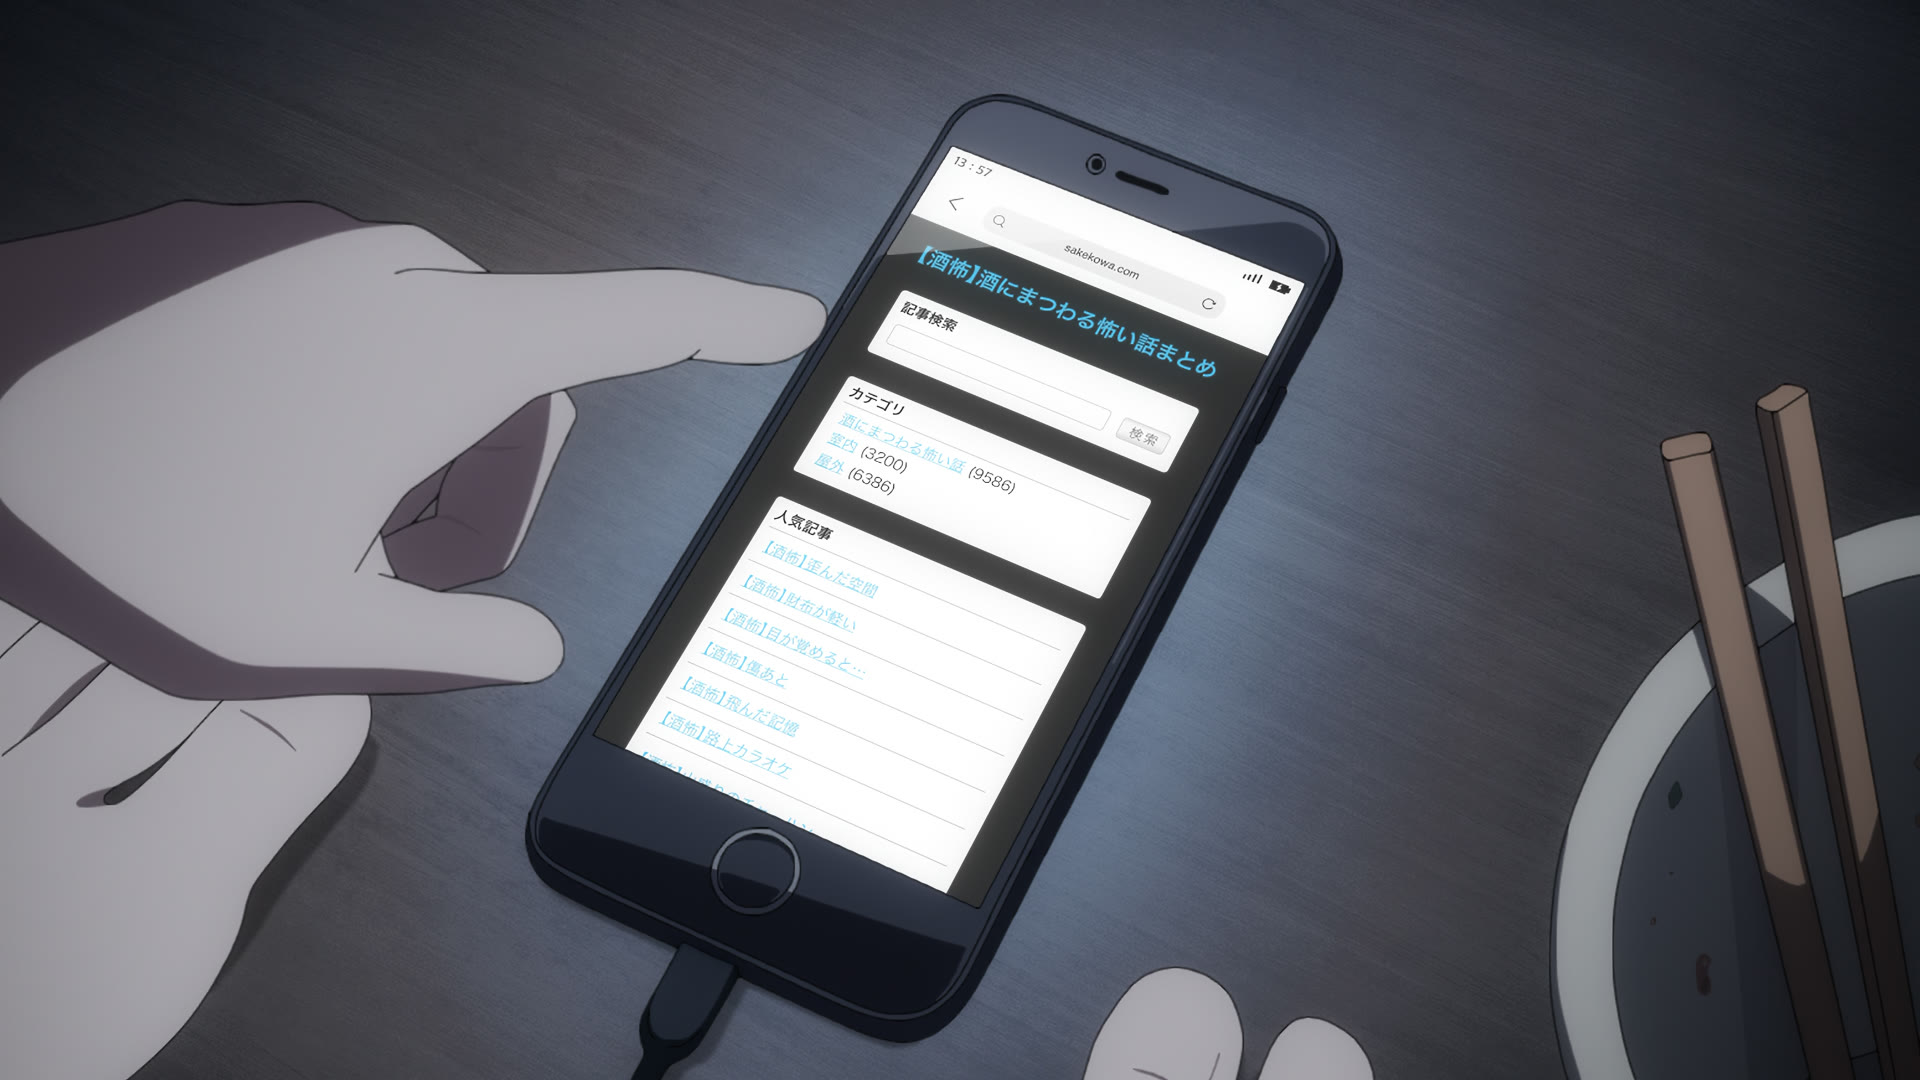 13:57
sakekowa.com
【酒怖】酒にまつわる怖い話まとめ
記事検索
検索
カテゴリ
酒にまつわる怖い話 (9586)
室内 (3200)
屋外 (6386)
人気記事
【酒怖】歪んだ空間
【酒怖】財布が軽い
【酒怖】目が覚めると…
【酒怖】傷あと
【酒怖】飛んだ記憶
【酒怖】路上カラオケ